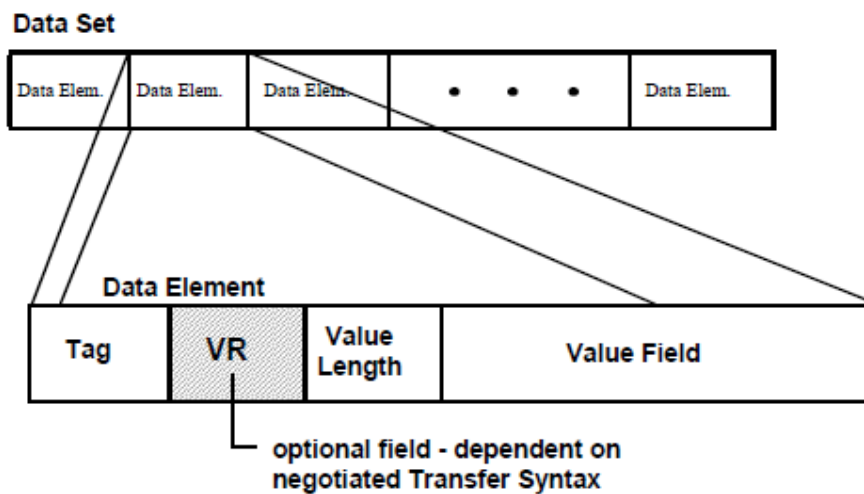 Data Set
Data Elem. Data Elem. Data Elem. • • • Data Elem.
Data Element
Tag VR Value Length Value Field
optional field - dependent on
negotiated Transfer Syntax